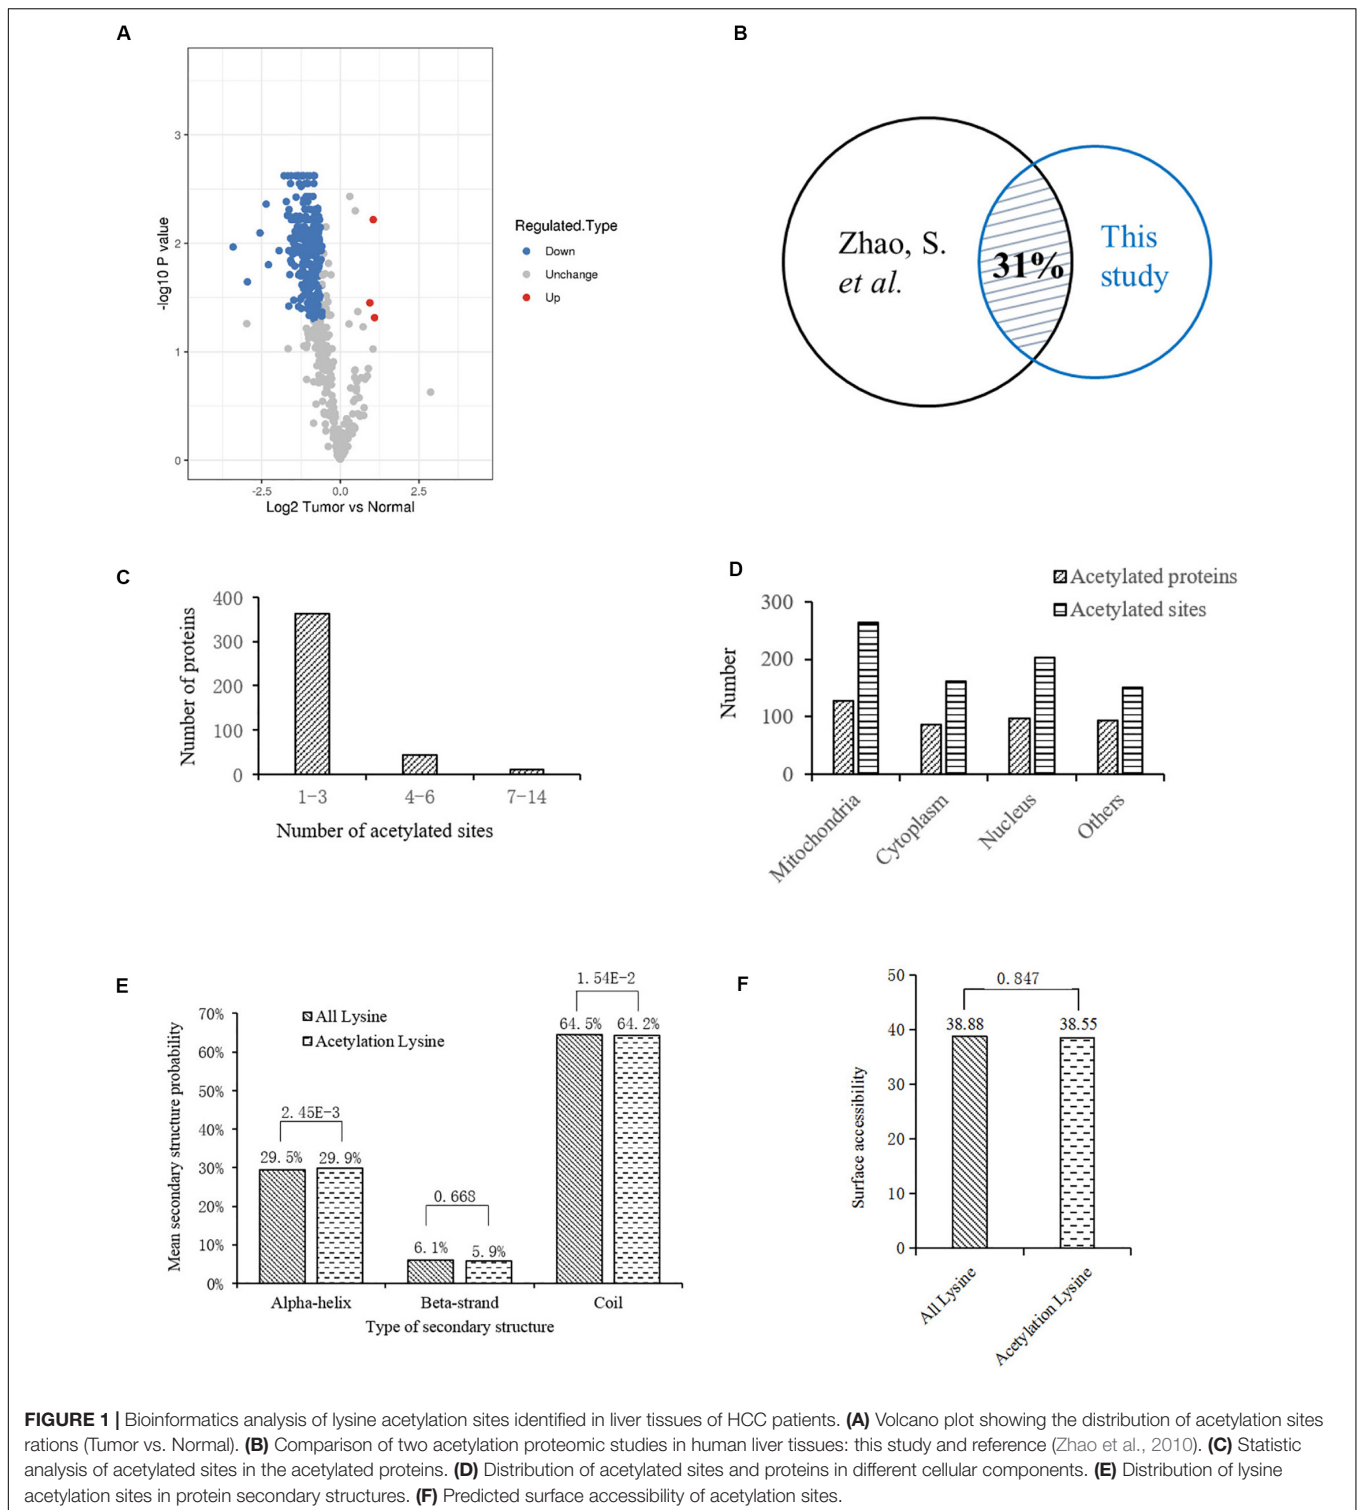 A
3
2
1
0
-log10 P value
-2.5
0.0
2.5
Log2 Tumor vs Normal
Regulated.Type
Down
Unchange
Up
B
Zhao, S.
et al.
31%
This
study
C
400
300
200
100
0
Number of proteins
1-3
4-6
7-14
Number of acetylated sites
D
Acetylated proteins
Acetylated sites
300
200
100
0
Number
Mitochondria
Cytoplasm
Nucleus
Others
E
All Lysine
Acetylation Lysine
70%
60%
50%
40%
30%
20%
10%
0%
Mean secondary structure probability
2.45E-3
29.5%
29.9%
0.668
6.1%
5.9%
1.54E-2
64.5%
64.2%
Alpha-helix
Beta-strand
Coil
Type of secondary structure
F
50
40
30
20
10
0
Surface accessibility
0.847
38.88
38.55
All Lysine
Acetylation Lysine
FIGURE 1 | Bioinformatics analysis of lysine acetylation sites identified in liver tissues of HCC patients. (A) Volcano plot showing the distribution of acetylation sites
rations (Tumor vs. Normal). (B) Comparison of two acetylation proteomic studies in human liver tissues: this study and reference (Zhao et al., 2010). (C) Statistic
analysis of acetylated sites in the acetylated proteins. (D) Distribution of acetylated sites and proteins in different cellular components. (E) Distribution of lysine
acetylation sites in protein secondary structures. (F) Predicted surface accessibility of acetylation sites.